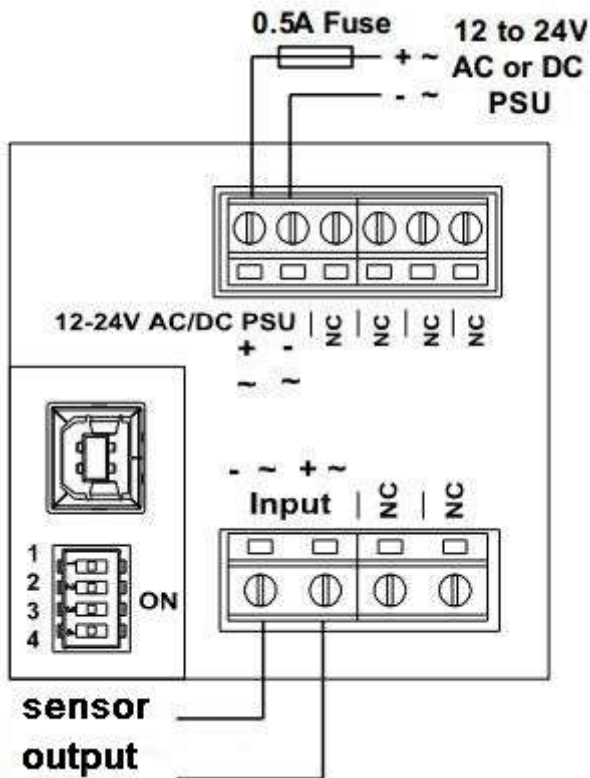 0.5A Fuse
+ ~
12 to 24V
AC or DC
- ~
PSU
12-24V AC/DC PSU | NC | NC | NC | NC
+ -
~ ~
- ~ + ~
Input | NC | NC
1
2
3
4
ON
sensor
output